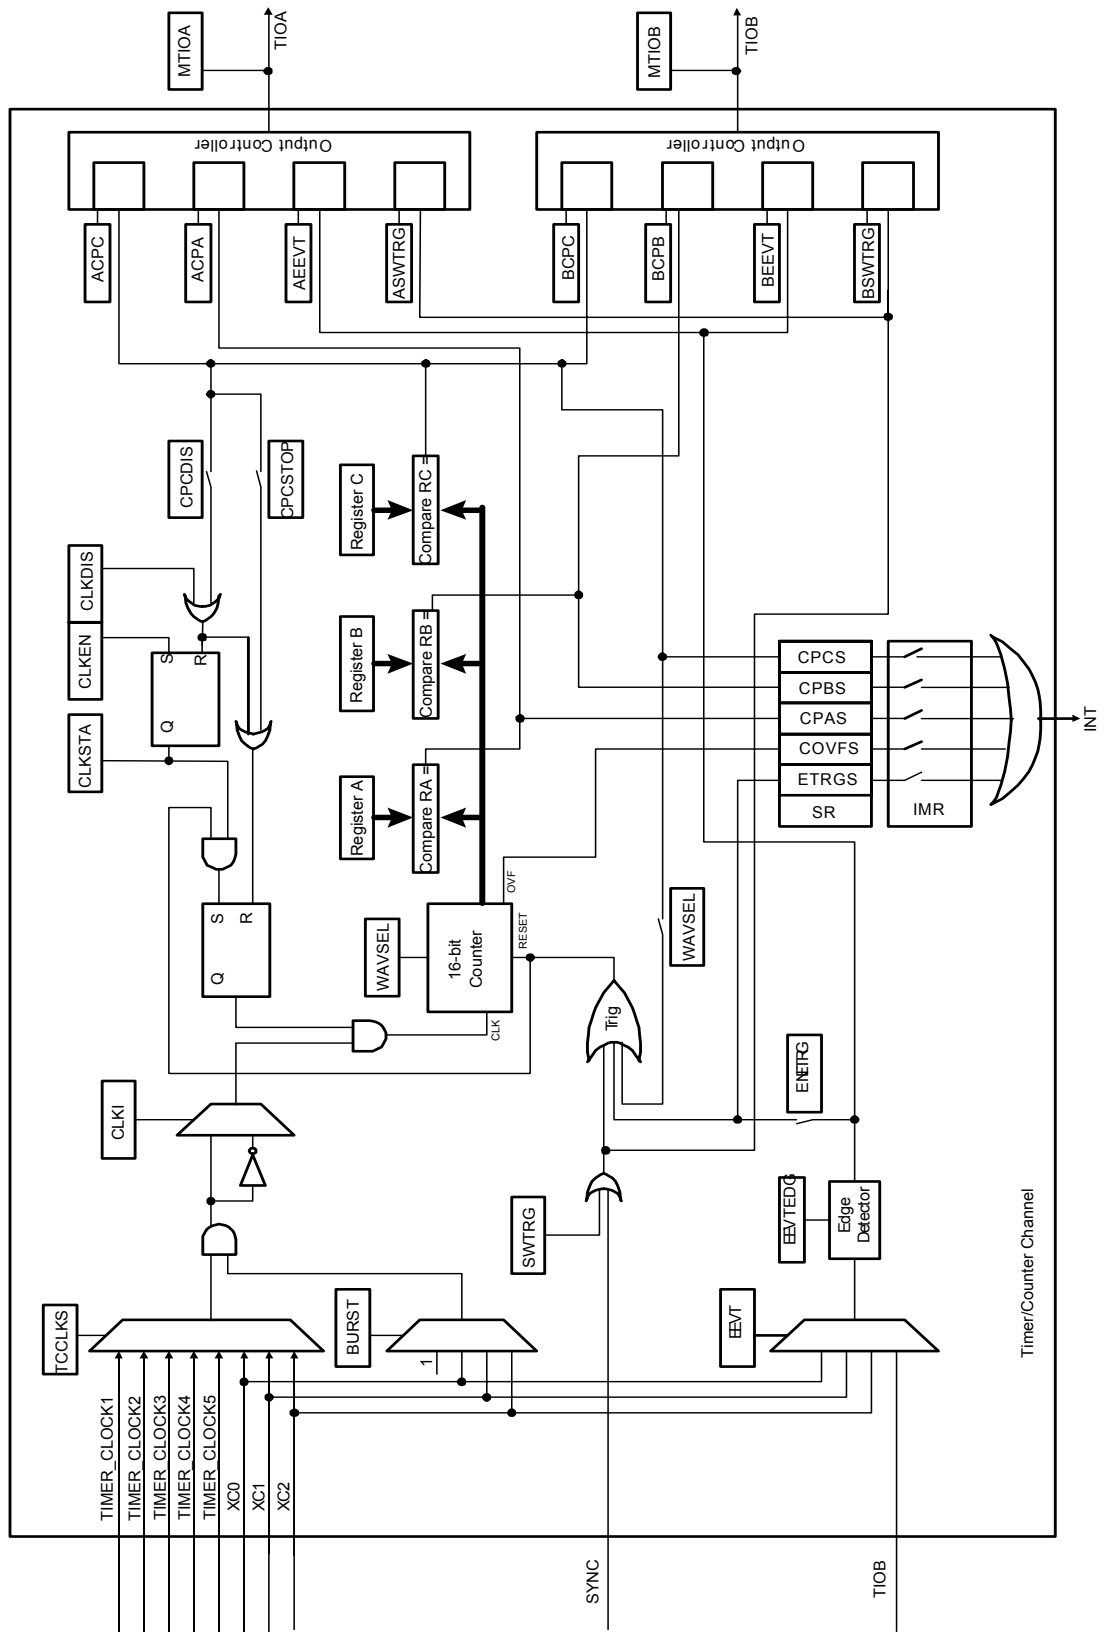 TIMER_CLOCK1
TIMER_CLOCK2
TIMER_CLOCK3
TIMER_CLOCK4
TIMER_CLOCK5
XC0
XC1
XC2
TCCLKS
BURST
1
CLKI
SYNC
SWTRG
TIOB
EEVT
EEVTEDG
Edge
Detector
ENETRG
Trig
CLKSTA
CLKEN
CLKDIS
CPCDIS
CPCSTOP
Q
S
R
Q
S
R
WAVSEL
16-bit
Counter
CLK
RESET
OVF
WAVSEL
Register A
Register B
Register C
Compare RA =
Compare RB =
Compare RC =
CPCS
CPBS
CPAS
COVFS
ETRGS
SR
IMR
INT
ACPC
ACPA
AEEVT
ASWTRG
Output Controller
MTIOA
TIOA
BCPC
BCPB
BEEVT
BSWTRG
Output Controller
MTIOB
TIOB
Timer/Counter Channel